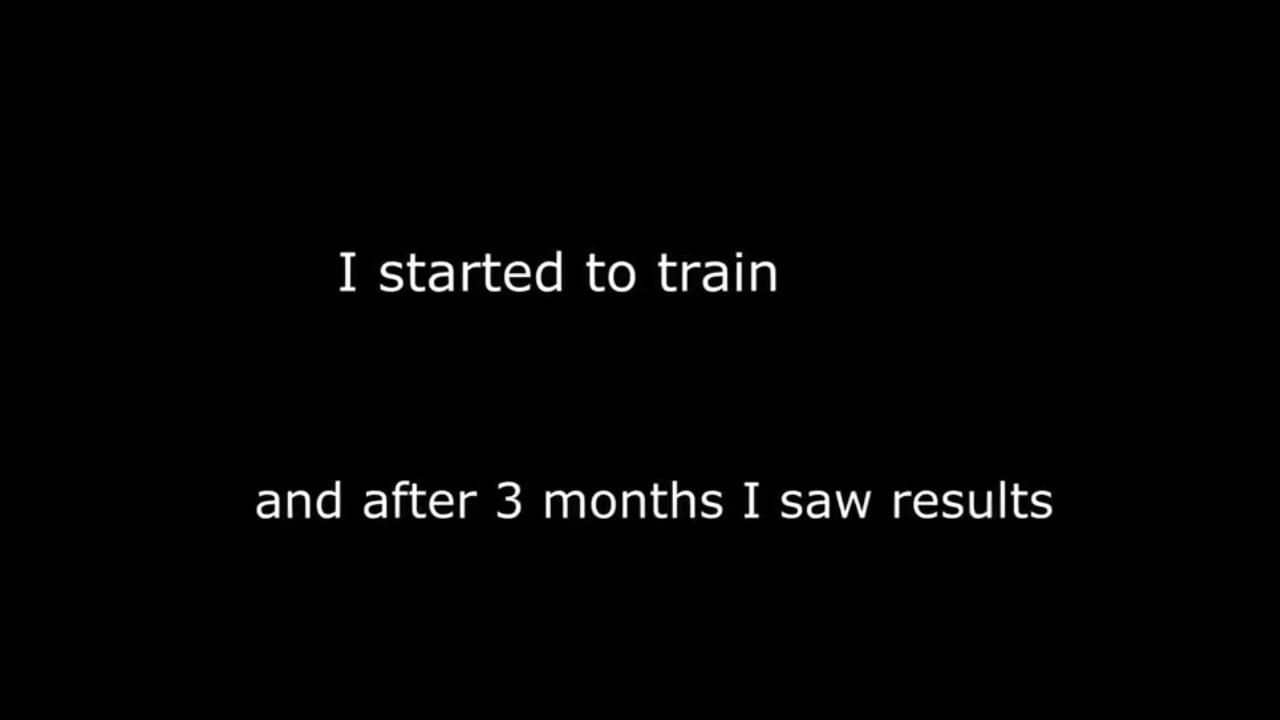 I started to train
and after 3 months I saw results